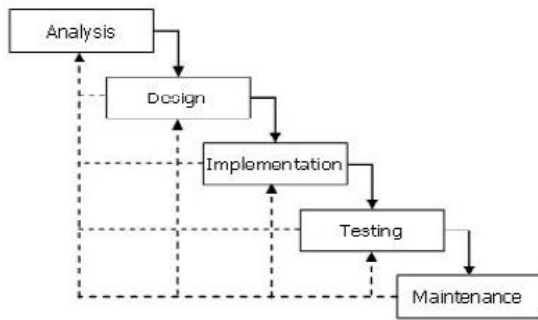 Analysis
Design
Implementation
Testing
Maintenance